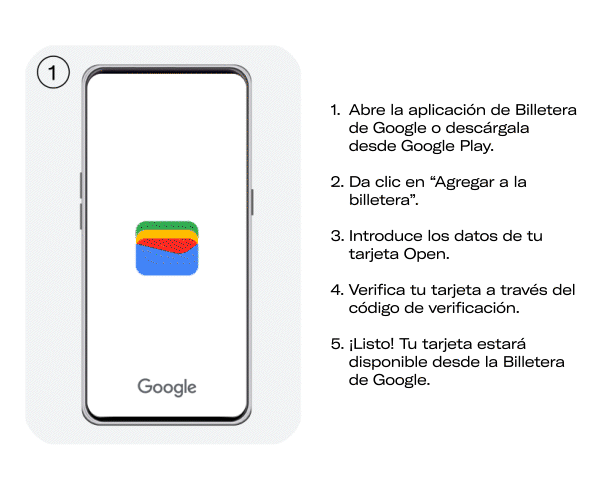 1
Google
1. Abre la aplicación de Billetera
de Google o descárgala
desde Google Play.
2. Da clic en “Agregar a la
billetera”.
3. Introduce los datos de tu
tarjeta Open.
4. Verifica tu tarjeta a través del
código de verificación.
5. ¡Listo! Tu tarjeta estará
disponible desde la Billetera
de Google.